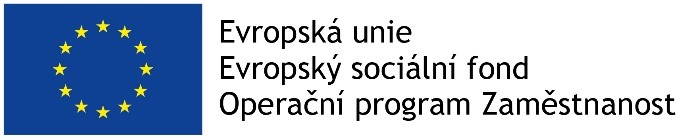 Evropská unie
Evropský sociální fond
Operační program Zaměstnanost